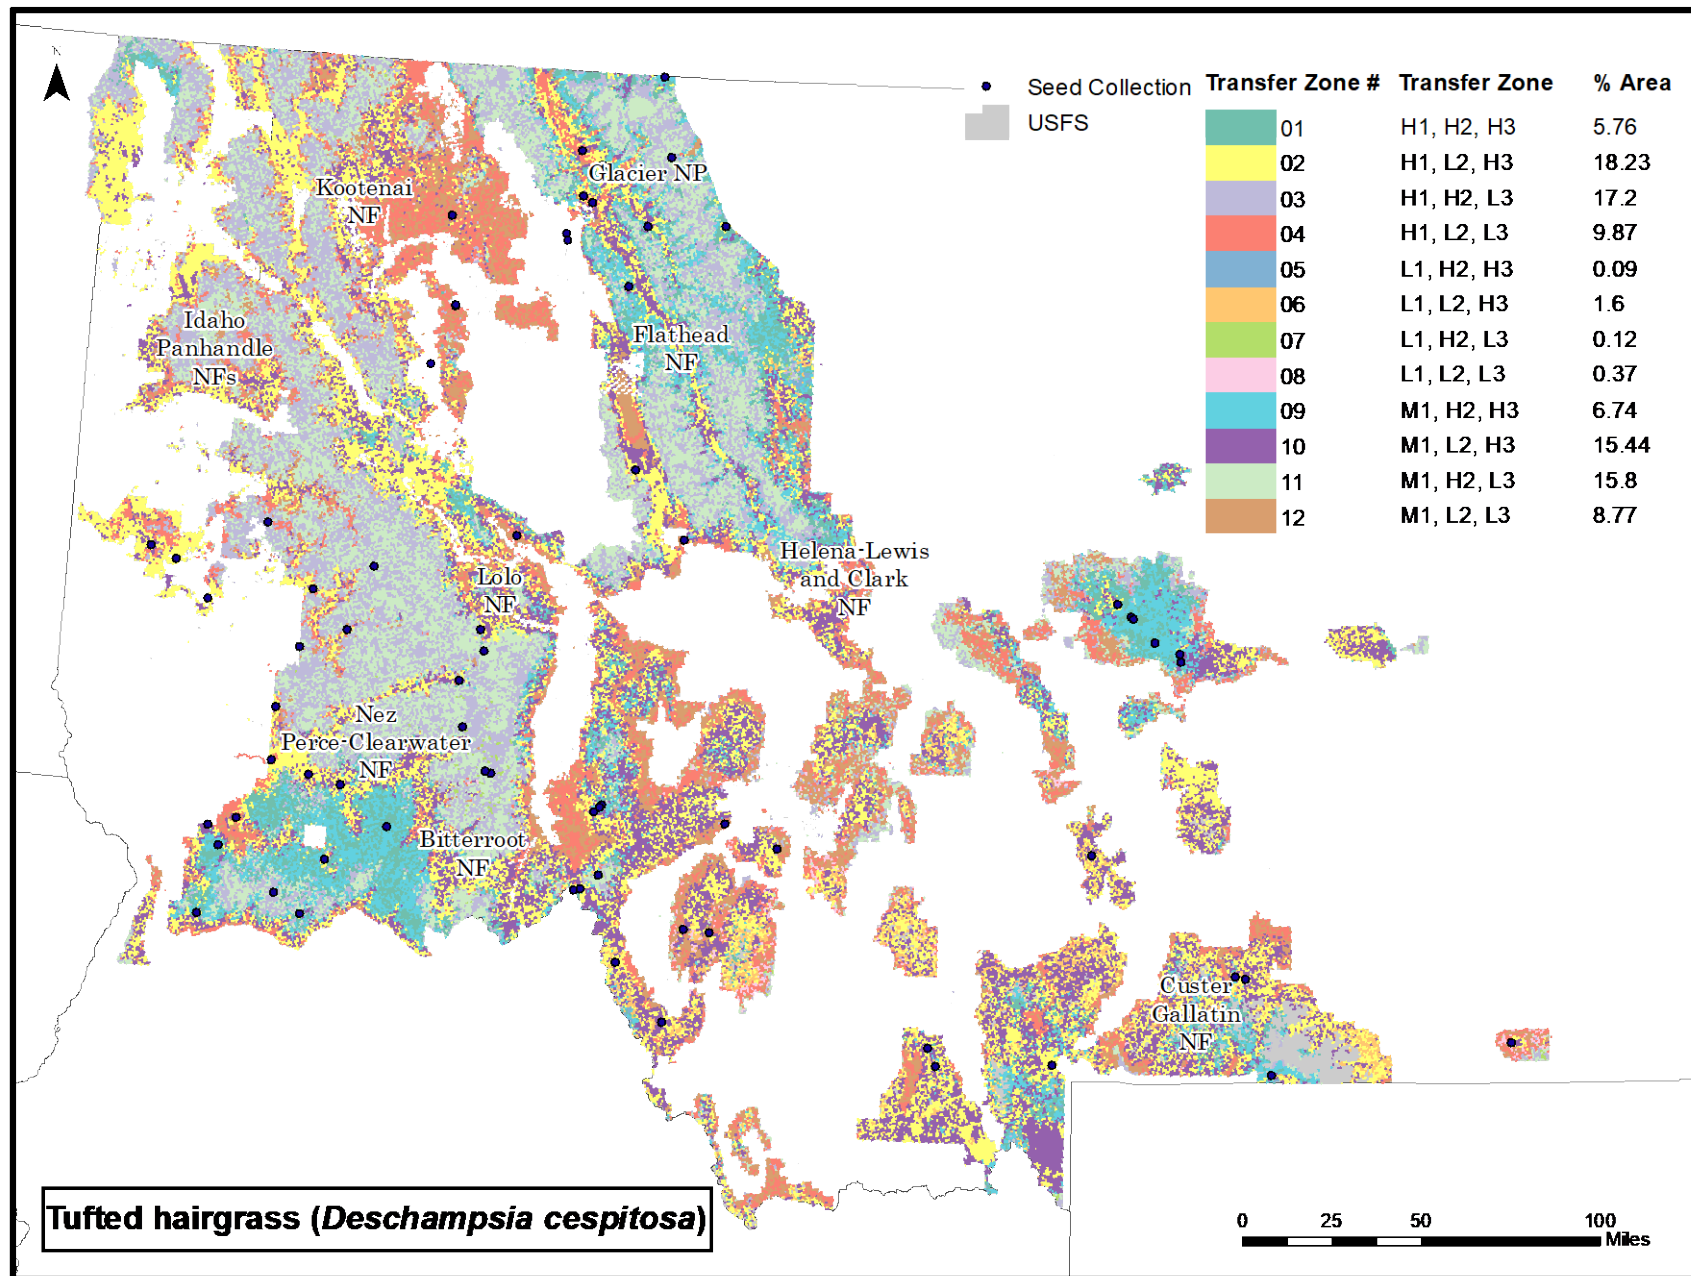 N
Seed Collection
USFS
Transfer Zone # Transfer Zone % Area
01 H1, H2, H3 5.76
02 H1, L2, H3 18.23
03 H1, H2, L3 17.2
04 H1, L2, L3 9.87
05 L1, H2, H3 0.09
06 L1, L2, H3 1.6
07 L1, H2, L3 0.12
08 L1, L2, L3 0.37
09 M1, H2, H3 6.74
10 M1, L2, H3 15.44
11 M1, H2, L3 15.8
12 M1, L2, L3 8.77
Glacier NP
Kootenai
NF
Idaho
Panhandle
NFs
Flathead
NF
Helena-Lewis
and Clark
NF
Lolo
NF
Nez
Perce-Clearwater
NF
Bitterroot
NF
Custer
Gallatin
NF
Tufted hairgrass (Deschampsia cespitosa)
0 25 50 100
Miles